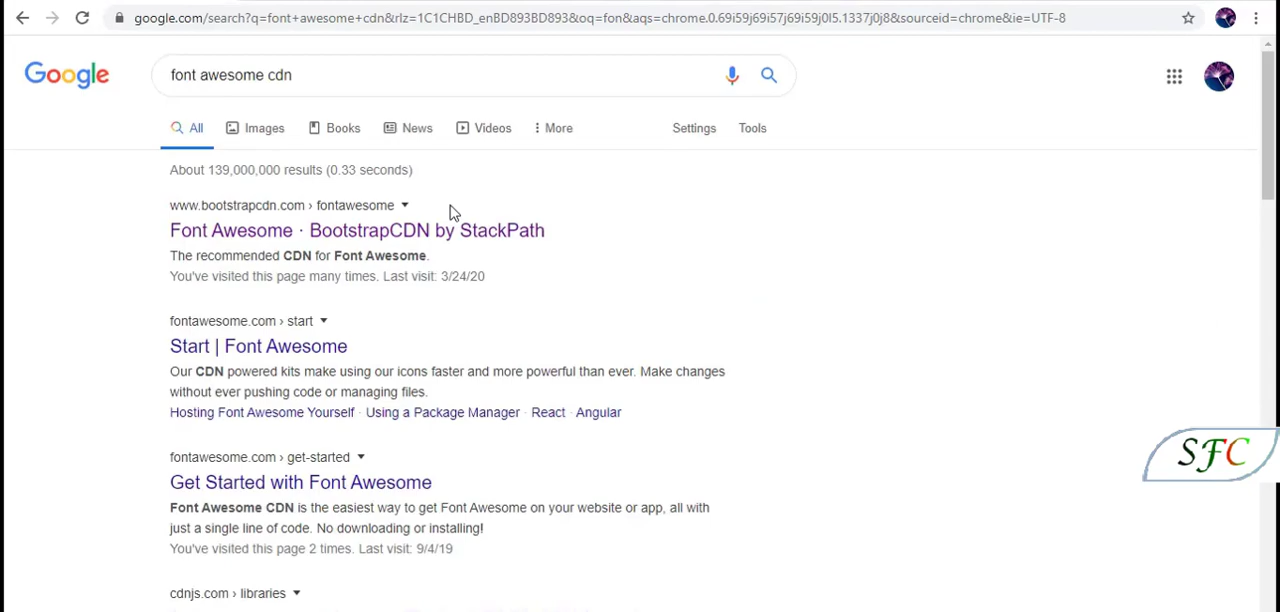 google.com/search?q=font+awesome+cdn&rlz=1C1CHBD_enBD893BD893&oq=fon&aqs=chrome.0.69i59j69i57j69i59j0l5.1337j0j8&sourceid=chrome&ie=UTF-8
Google
font awesome cdn
All Images Books News Videos More Settings Tools
About 139,000,000 results (0.33 seconds)
www.bootstrapcdn.com › fontawesome
Font Awesome · BootstrapCDN by StackPath
The recommended CDN for Font Awesome.
You've visited this page many times. Last visit: 3/24/20
fontawesome.com › start
Start | Font Awesome
Our CDN powered kits make using our icons faster and more powerful than ever. Make changes
without ever pushing code or managing files.
Hosting Font Awesome Yourself · Using a Package Manager · React · Angular
SFC
fontawesome.com › get-started
Get Started with Font Awesome
Font Awesome CDN is the easiest way to get Font Awesome on your website or app, all with
just a single line of code. No downloading or installing!
You've visited this page 2 times. Last visit: 9/4/19
cdnjs.com › libraries